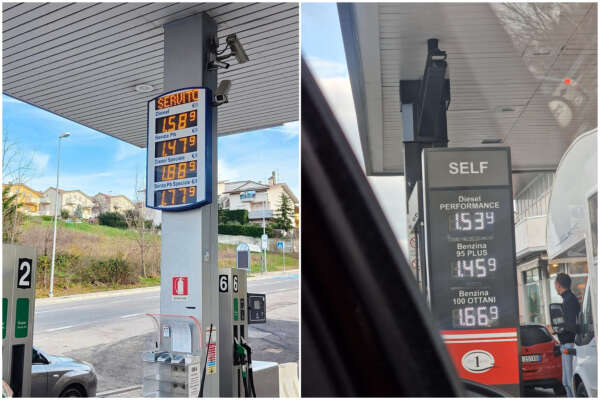 SERVITO
Diesel
1.58⁹
Benzina PB
1.47⁹
Diesel Speciale
1.88⁹
Benzina Pb Speciale
1.77⁹
2
6
6
SELF
Diesel
PERFORMANCE
1.53⁹
Benzina
95 PLUS
1.45⁹
Benzina
100 OTTANI
1.66⁹
1